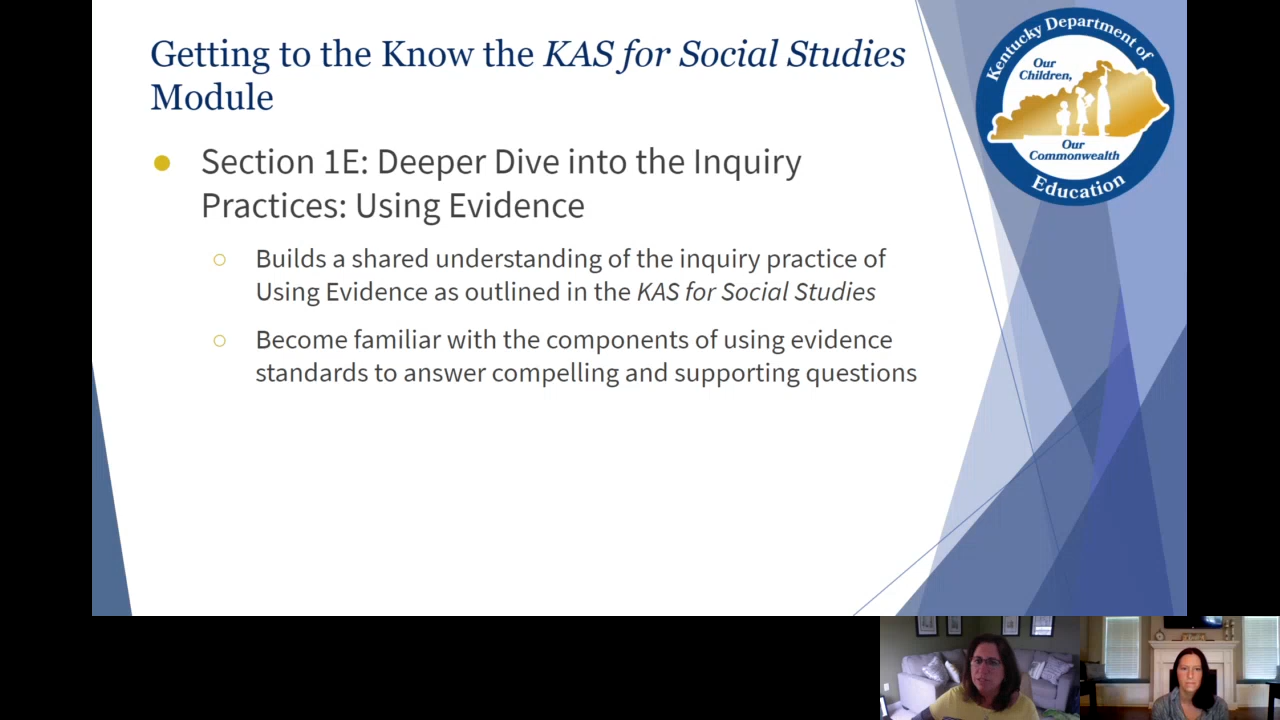 Getting to the Know the KAS for Social Studies
Module
Section 1E: Deeper Dive into the Inquiry
Practices: Using Evidence
Builds a shared understanding of the inquiry practice of
Using Evidence as outlined in the KAS for Social Studies
Become familiar with the components of using evidence
standards to answer compelling and supporting questions
Kentucky Department of
Education
Our
Children,
Our
Commonwealth